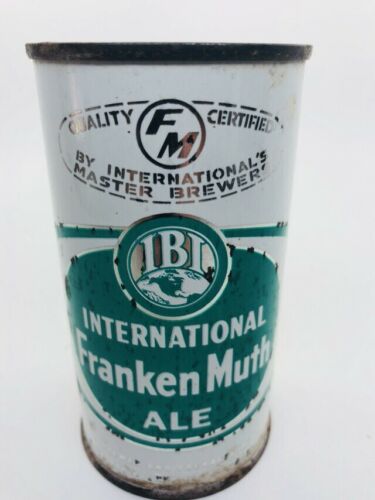 QUALITY FM CERTIFIED
BY INTERNATIONAL'S
MASTER BREWER
IBI
INTERNATIONAL
Franken Muth
ALE